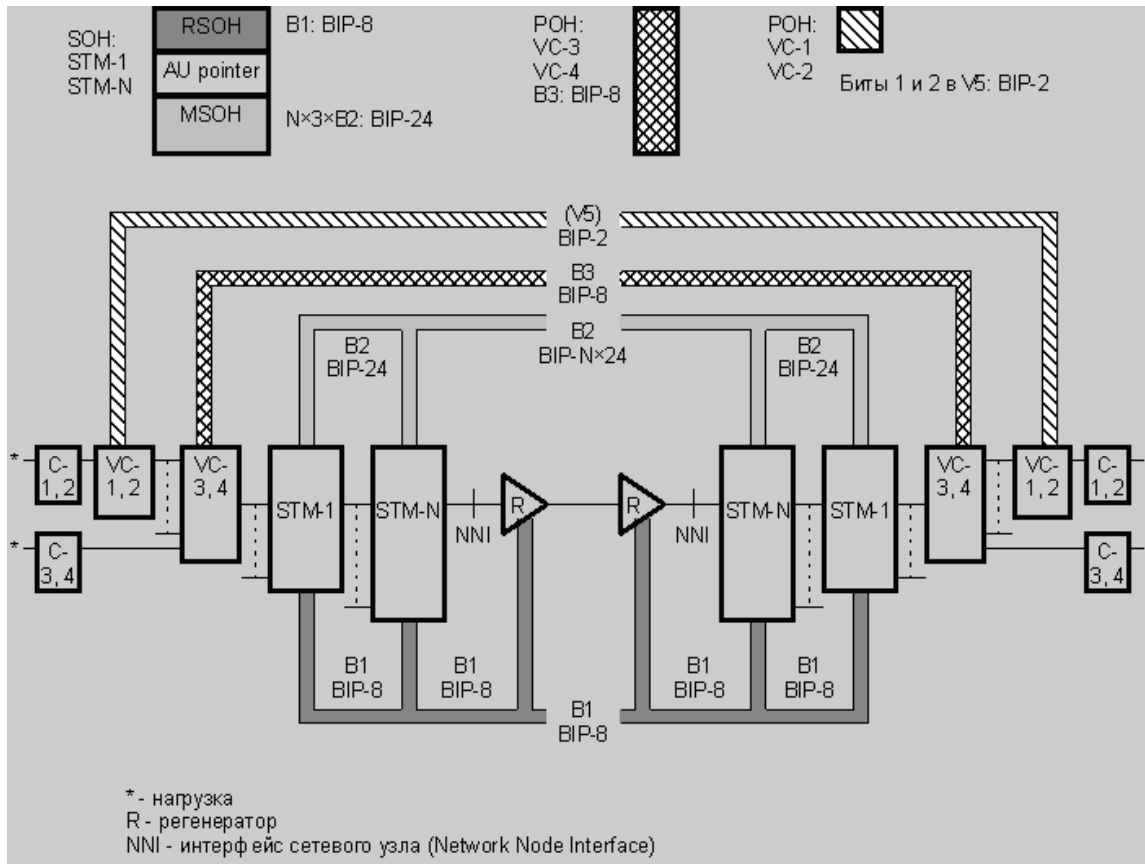 SOH:
STM-1
STM-N
RSOH
AU pointer
MSOH
B1: BIP-8
N×3×B2: BIP-24
POH:
VC-3
VC-4
B3: BIP-8
POH:
VC-1
VC-2
Биты 1 и 2 в V5: BIP-2
(V5)
BIP-2
B3
BIP-8
B2
BIP-N×24
B2
BIP-24
B2
BIP-24
*
C-
1, 2
VC-
1, 2
VC-
3, 4
STM-1
STM-N
NNI
R
R
NNI
STM-N
STM-1
VC-
3, 4
VC-
1, 2
C-
1, 2
*
C-
3, 4
C-
3, 4
B1
BIP-8
B1
BIP-8
B1
BIP-8
B1
BIP-8
B1
BIP-8
* - нагрузка
R - регенератор
NNI - интерфейс сетевого узла (Network Node Interface)